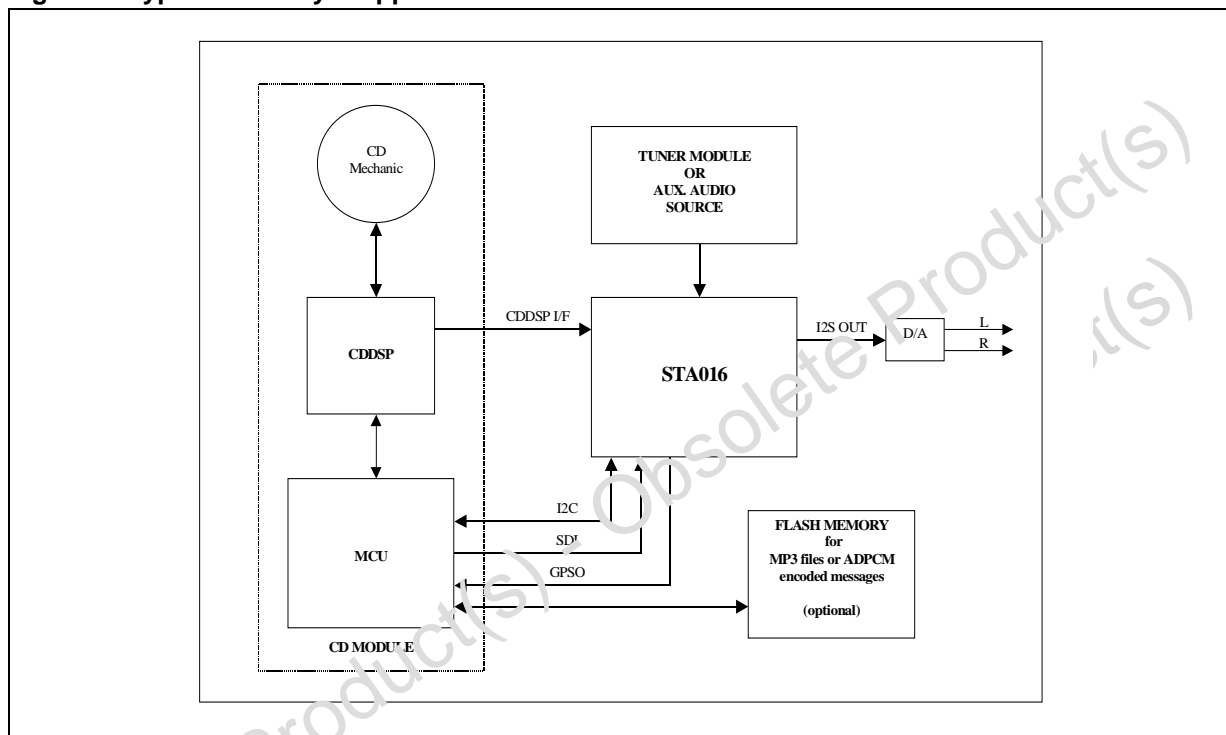 CD
Mechanic
TUNER MODULE
OR
AUX. AUDIO
SOURCE
CDDSP
CDDSP I/F
STA016
I2S OUT
D/A
L
R
MCU
I2C
SDI
GPSO
FLASH MEMORY
for
MP3 files or ADPCM
encoded messages
(optional)
CD MODULE
Product(s) - Obsolete Product(s)